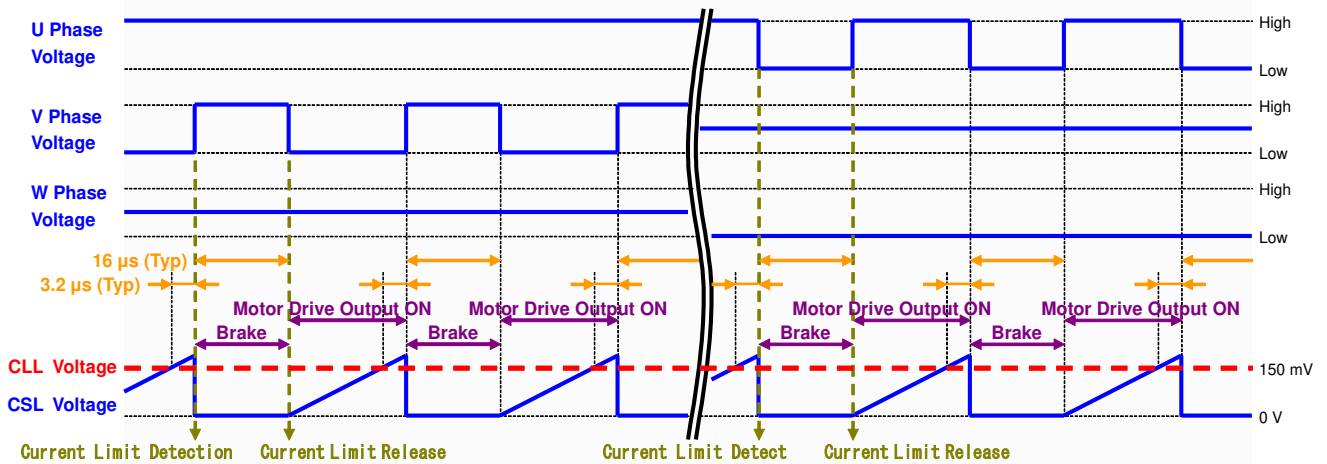 U Phase
Voltage
High
Low
V Phase
Voltage
High
Low
W Phase
Voltage
High
Low
16 µs (Typ)
3.2 µs (Typ)
Motor Drive Output ON
Motor Drive Output ON
Motor Drive Output ON
Motor Drive Output ON
Brake
Brake
Brake
Brake
CLL Voltage
150 mV
CSL Voltage
0 V
Current Limit Detection
Current Limit Release
Current Limit Detect
Current Limit Release